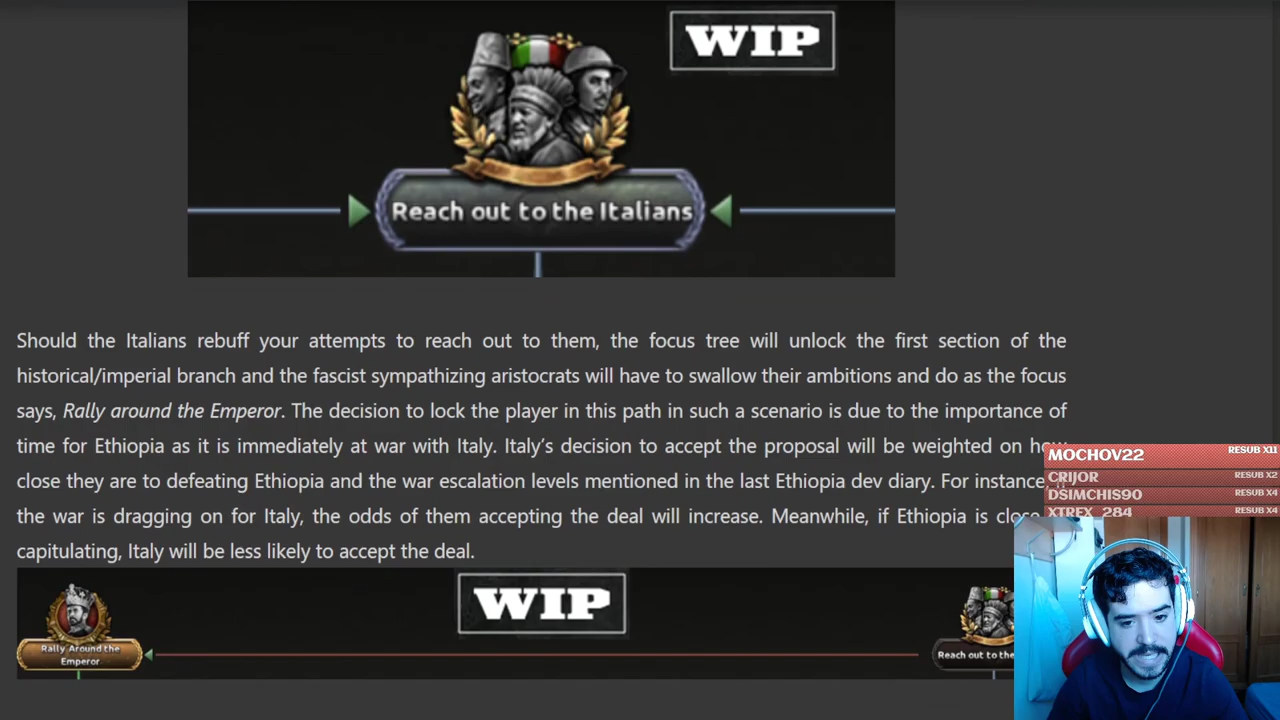 WIP
Reach out to the Italians
Should the Italians rebuff your attempts to reach out to them, the focus tree will unlock the first section of the
historical/imperial branch and the fascist sympathizing aristocrats will have to swallow their ambitions and do as the focus
says, Rally around the Emperor. The decision to lock the player in this path in such a scenario is due to the importance of
time for Ethiopia as it is immediately at war with Italy. Italy's decision to accept the proposal will be weighted on how
close they are to defeating Ethiopia and the war escalation levels mentioned in the last Ethiopia dev diary. For instance,
the war is dragging on for Italy, the odds of them accepting the deal will increase. Meanwhile, if Ethiopia is close
capitulating, Italy will be less likely to accept the deal.
MOCHOV22 RESUB X11
CRIJOR RESUB X2
DSIMCHIS90 RESUB X4
XTREX_284 RESUB X4
WIP
Rally Around the
Emperor
Reach out to the